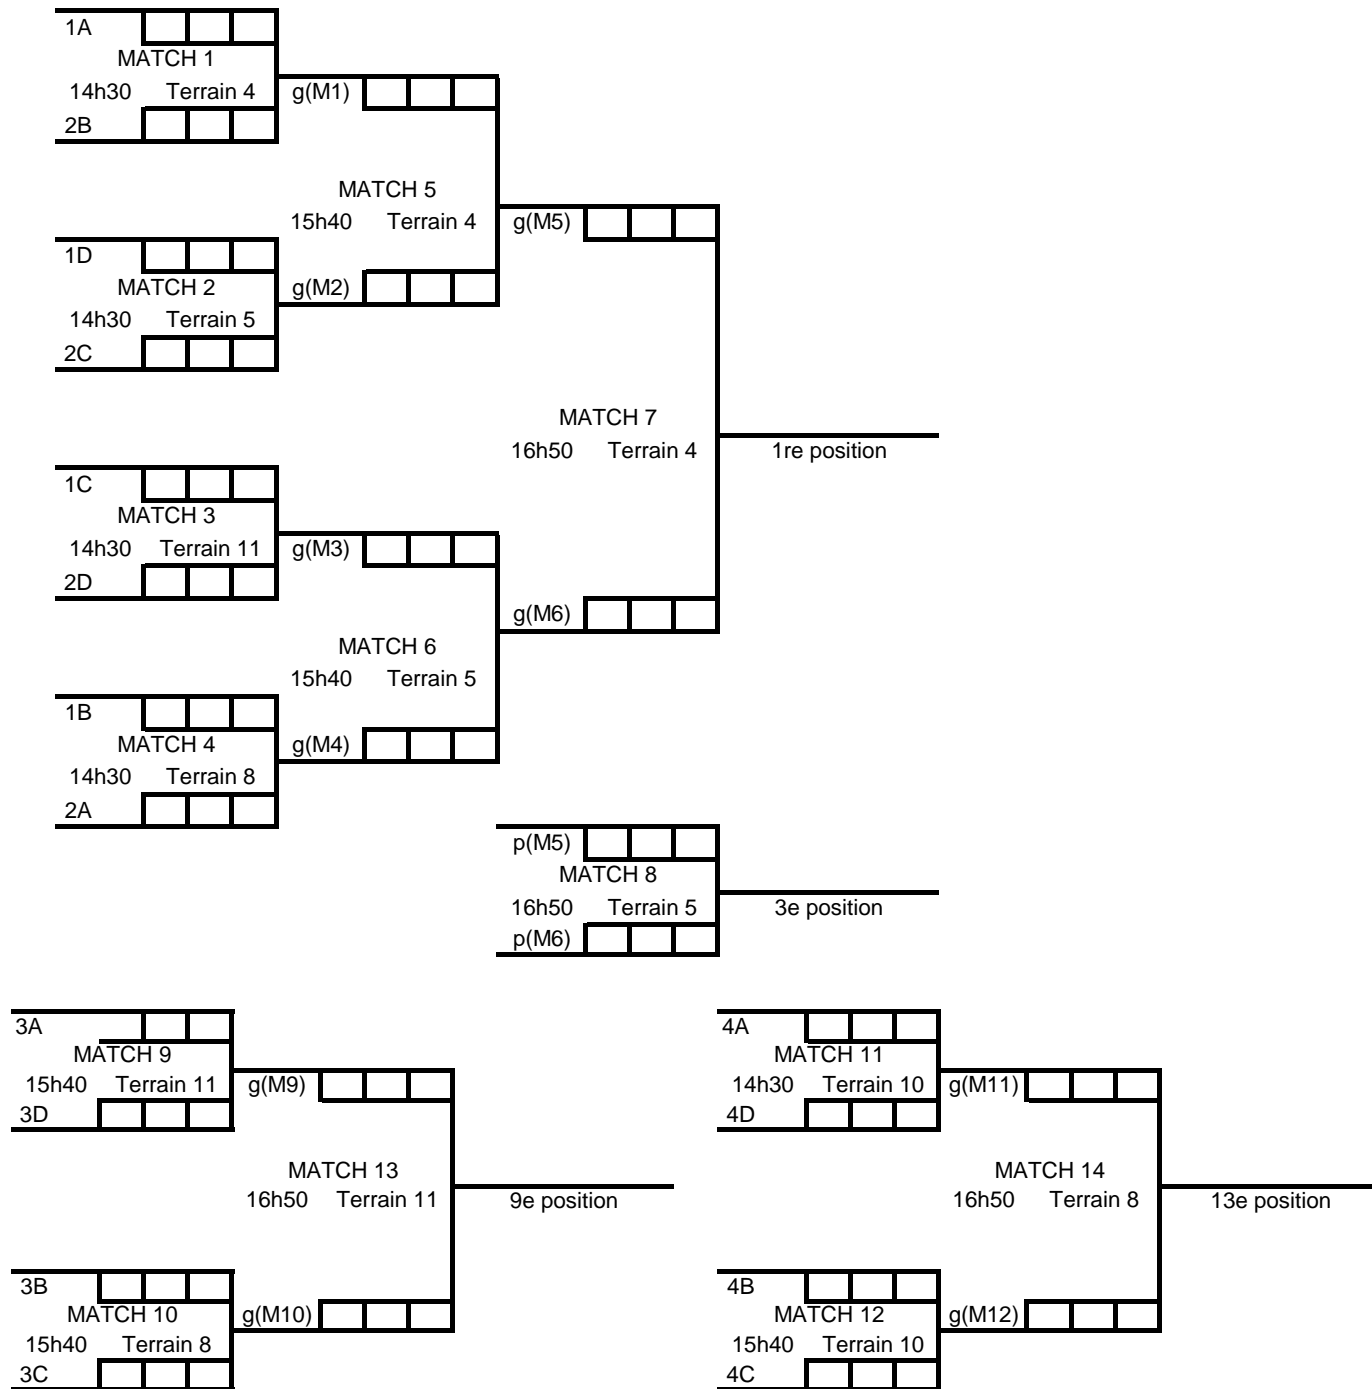 1A
MATCH 1
14h30 Terrain 4
2B
g(M1)
MATCH 5
15h40 Terrain 4
g(M5)
1D
MATCH 2
14h30 Terrain 5
2C
g(M2)
MATCH 7
16h50 Terrain 4
1re position
1C
MATCH 3
14h30 Terrain 11
2D
g(M3)
MATCH 6
15h40 Terrain 5
g(M6)
1B
MATCH 4
14h30 Terrain 8
2A
g(M4)
p(M5)
MATCH 8
16h50 Terrain 5
p(M6)
3e position
3A
MATCH 9
15h40 Terrain 11
3D
g(M9)
MATCH 13
16h50 Terrain 11
9e position
3B
MATCH 10
15h40 Terrain 8
3C
g(M10)
4A
MATCH 11
14h30 Terrain 10
4D
g(M11)
MATCH 14
16h50 Terrain 8
13e position
4B
MATCH 12
15h40 Terrain 10
4C
g(M12)